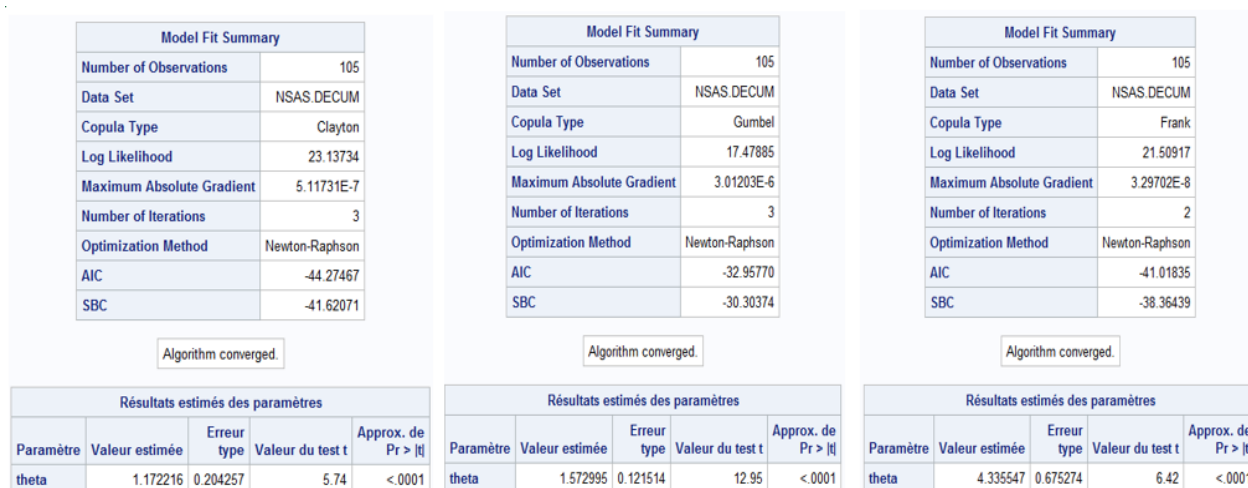 Model Fit Summary
Number of Observations 105
Data Set NSAS.DECUM
Copula Type Clayton
Log Likelihood 23.13734
Maximum Absolute Gradient 5.11731E-7
Number of Iterations 3
Optimization Method Newton-Raphson
AIC -44.27467
SBC -41.62071
Algorithm converged.
Résultats estimés des paramètres
Paramètre Valeur estimée Erreur type Valeur du test t Approx. de Pr > |t|
theta 1.172216 0.204257 5.74 <.0001
Model Fit Summary
Number of Observations 105
Data Set NSAS.DECUM
Copula Type Gumbel
Log Likelihood 17.47885
Maximum Absolute Gradient 3.01203E-6
Number of Iterations 3
Optimization Method Newton-Raphson
AIC -32.95770
SBC -30.30374
Algorithm converged.
Résultats estimés des paramètres
Paramètre Valeur estimée Erreur type Valeur du test t Approx. de Pr > |t|
theta 1.572995 0.121514 12.95 <.0001
Model Fit Summary
Number of Observations 105
Data Set NSAS.DECUM
Copula Type Frank
Log Likelihood 21.50917
Maximum Absolute Gradient 3.29702E-8
Number of Iterations 2
Optimization Method Newton-Raphson
AIC -41.01835
SBC -38.36439
Algorithm converged.
Résultats estimés des paramètres
Paramètre Valeur estimée Erreur type Valeur du test t Approx. de Pr > |t|
theta 4.335547 0.675274 6.42 <.0001